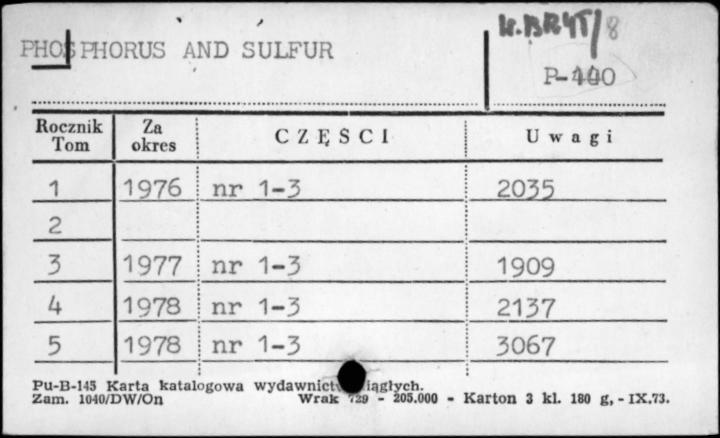 PHOSPHORUS AND SULFUR
P-440
Rocznik Tom Za okres CZĘŚCI Uwagi
1 1976 nr 1-3 2035
2
3 1977 nr 1-3 1909
4 1978 nr 1-3 2137
5 1978 nr 1-3 3067
Pu-B-145 Karta katalogowa wydawnictw ciągłych.
Zam. 1040/DW/On Wrak 729 - 205.000 - Karton 3 kl. 180 g, - IX.73.